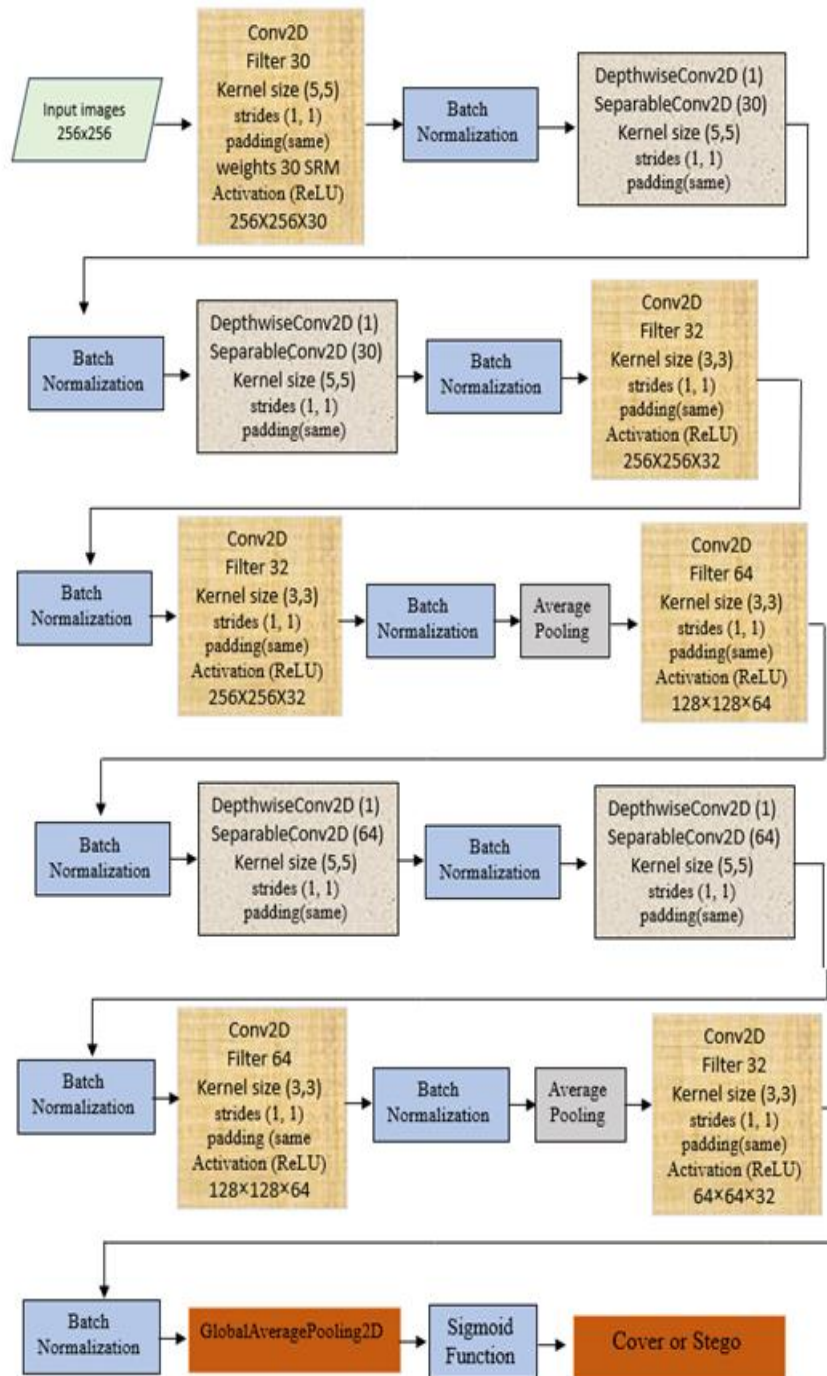 Input images
256x256
Conv2D
Filter 30
Kernel size (5,5)
strides (1, 1)
padding(same)
weights 30 SRM
Activation (ReLU)
256X256X30
Batch
Normalization
DepthwiseConv2D (1)
SeparableConv2D (30)
Kernel size (5,5)
strides (1, 1)
padding(same)
Batch
Normalization
DepthwiseConv2D (1)
SeparableConv2D (30)
Kernel size (5,5)
strides (1, 1)
padding(same)
Batch
Normalization
Conv2D
Filter 32
Kernel size (3,3)
strides (1, 1)
padding(same)
Activation (ReLU)
256X256X32
Batch
Normalization
Conv2D
Filter 32
Kernel size (3,3)
strides (1, 1)
padding(same)
Activation (ReLU)
256X256X32
Batch
Normalization
Average
Pooling
Conv2D
Filter 64
Kernel size (3,3)
strides (1, 1)
padding(same)
Activation (ReLU)
128×128×64
Batch
Normalization
DepthwiseConv2D (1)
SeparableConv2D (64)
Kernel size (5,5)
strides (1, 1)
padding(same)
Batch
Normalization
DepthwiseConv2D (1)
SeparableConv2D (64)
Kernel size (5,5)
strides (1, 1)
padding(same)
Batch
Normalization
Conv2D
Filter 64
Kernel size (3,3)
strides (1, 1)
padding (same
Activation (ReLU)
128×128×64
Batch
Normalization
Average
Pooling
Conv2D
Filter 32
Kernel size (3,3)
strides (1, 1)
padding(same)
Activation (ReLU)
64×64×32
Batch
Normalization
GlobalAveragePooling2D
Sigmoid
Function
Cover or Stego